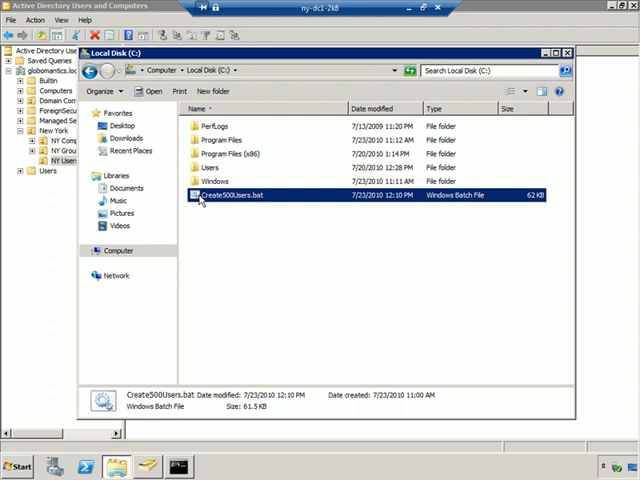 Active Directory Users and Computers
ny-dc1-2k8
File Action View Help
Active Directory Use
Saved Queries
globomantics.loc
Builtin
Computers
Domain Cont
ForeignSecu
Managed Se
New York
NY Comp
NY Grou
NY Users
Users
Local Disk (C:)
Computer Local Disk (C:)
Search Local Disk (C:)
Organize Open Print New folder
Favorites
Desktop
Downloads
Recent Places
Libraries
Documents
Music
Pictures
Videos
Computer
Network
Name Date modified Type Size
PerfLogs 7/13/2009 11:20 PM File folder
Program Files 7/23/2010 11:12 AM File folder
Program Files (x86) 7/20/2010 1:14 PM File folder
Users 7/20/2010 12:28 PM File folder
Windows 7/23/2010 11:11 AM File folder
Create500Users.bat 7/23/2010 12:10 PM Windows Batch File 62 KB
Create500Users.bat Date modified: 7/23/2010 12:10 PM Date created: 7/23/2010 11:00 AM
Windows Batch File Size: 61.5 KB
Start